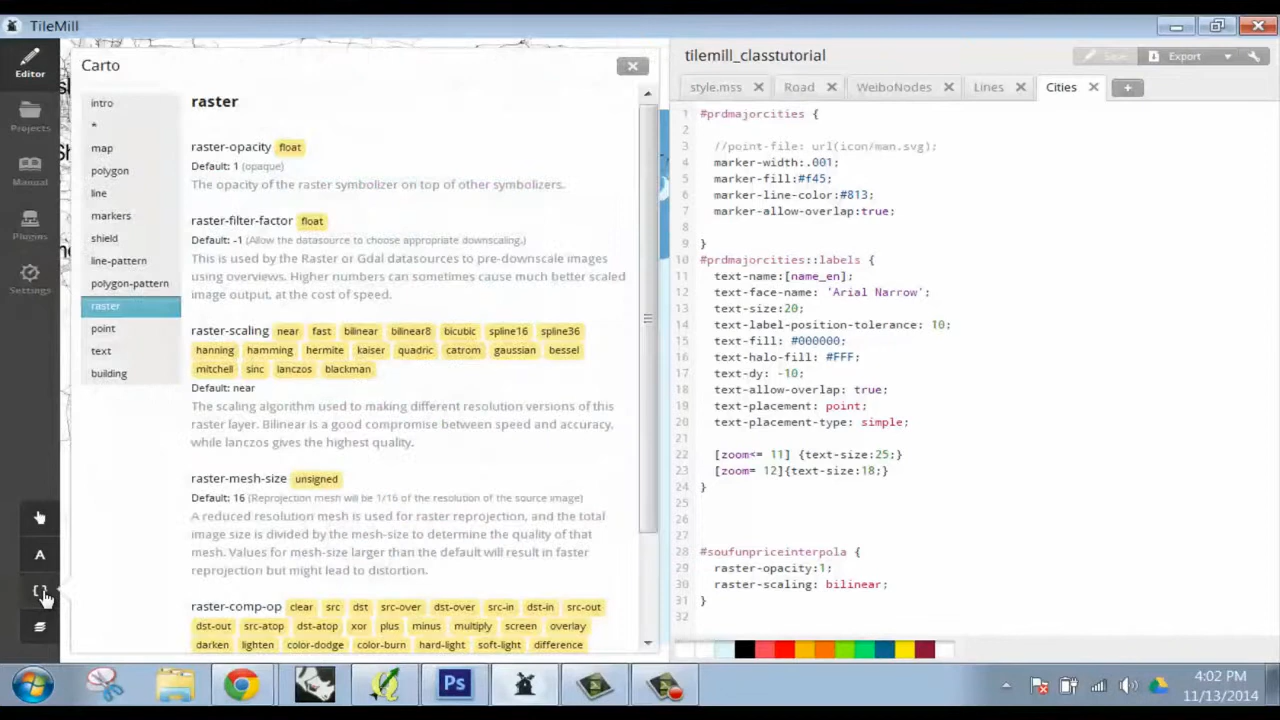 TileMill
Editor
Projects
Manual
Plugins
Settings
A
Carto
intro
*
map
polygon
line
markers
shield
line-pattern
polygon-pattern
raster
point
text
building
raster
raster-opacity float
Default: 1 (opaque)
The opacity of the raster symbolizer on top of other symbolizers.
raster-filter-factor float
Default: -1 (Allow the datasource to choose appropriate downscaling.)
This is used by the Raster or Gdal datasources to pre-downscale images
using overviews. Higher numbers can sometimes cause much better scaled
image output, at the cost of speed.
raster-scaling near fast bilinear bilinear8 bicubic spline16 spline36
hanning hamming hermite kaiser quadric catrom gaussian bessel
mitchell sinc lanczos blackman
Default: near
The scaling algorithm used to making different resolution versions of this
raster layer. Bilinear is a good compromise between speed and accuracy,
while lanczos gives the highest quality.
raster-mesh-size unsigned
Default: 16 (Reprojection mesh will be 1/16 of the resolution of the source image)
A reduced resolution mesh is used for raster reprojection, and the total
image size is divided by the mesh-size to determine the quality of that
mesh. Values for mesh-size larger than the default will result in faster
reprojection but might lead to distortion.
raster-comp-op clear src dst src-over dst-over src-in dst-in src-out
dst-out src-atop dst-atop xor plus minus multiply screen overlay
darken lighten color-dodge color-burn hard-light soft-light difference
tilemill_classtutorial
Save Export
style.mss Road WeiboNodes Lines Cities +
1 #prdmajorcities {
2
3 //point-file: url(icon/man.svg);
4 marker-width:.001;
5 marker-fill:#f45;
6 marker-line-color:#813;
7 marker-allow-overlap:true;
8
9 }
10 #prdmajorcities::labels {
11 text-name:[name_en];
12 text-face-name: 'Arial Narrow';
13 text-size:20;
14 text-label-position-tolerance: 10;
15 text-fill: #000000;
16 text-halo-fill: #FFF;
17 text-dy: -10;
18 text-allow-overlap: true;
19 text-placement: point;
20 text-placement-type: simple;
21
22 [zoom<= 11] {text-size:25;}
23 [zoom= 12]{text-size:18;}
24 }
25
26
27
28 #soufunpriceinterpola {
29 raster-opacity:1;
30 raster-scaling: bilinear;
31 }
32
Ps
4:02 PM
11/13/2014